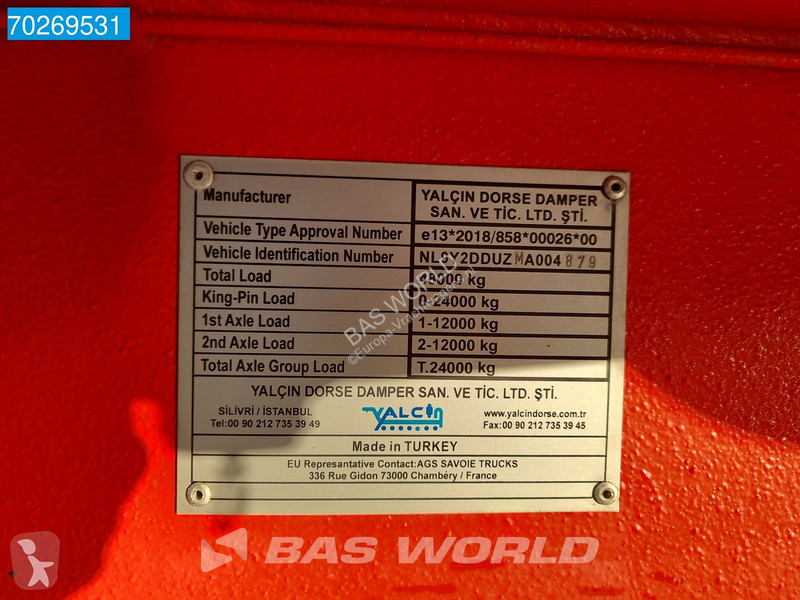 70269531
Manufacturer YALÇIN DORSE DAMPER
SAN. VE TİC. LTD. ŞTİ.
Vehicle Type Approval Number e13*2018/858*00026*00
Vehicle Identification Number NL9Y2DDUZMA004879
Total Load 48000 kg
King-Pin Load 0-24000 kg
1st Axle Load 1-12000 kg
2nd Axle Load 2-12000 kg
Total Axle Group Load T.24000 kg
YALÇIN DORSE DAMPER SAN. VE TİC. LTD. ŞTİ.
SİLİVRİ / İSTANBUL YALÇIN www.yalcindorse.com.tr
Tel:00 90 212 735 39 49 Fax:00 90 212 735 39 45
Made in TURKEY
EU Reprasantative Contact:AGS SAVOIE TRUCKS
336 Rue Gidon 73000 Chambéry / France
BAS WORLD
BAS WORLD